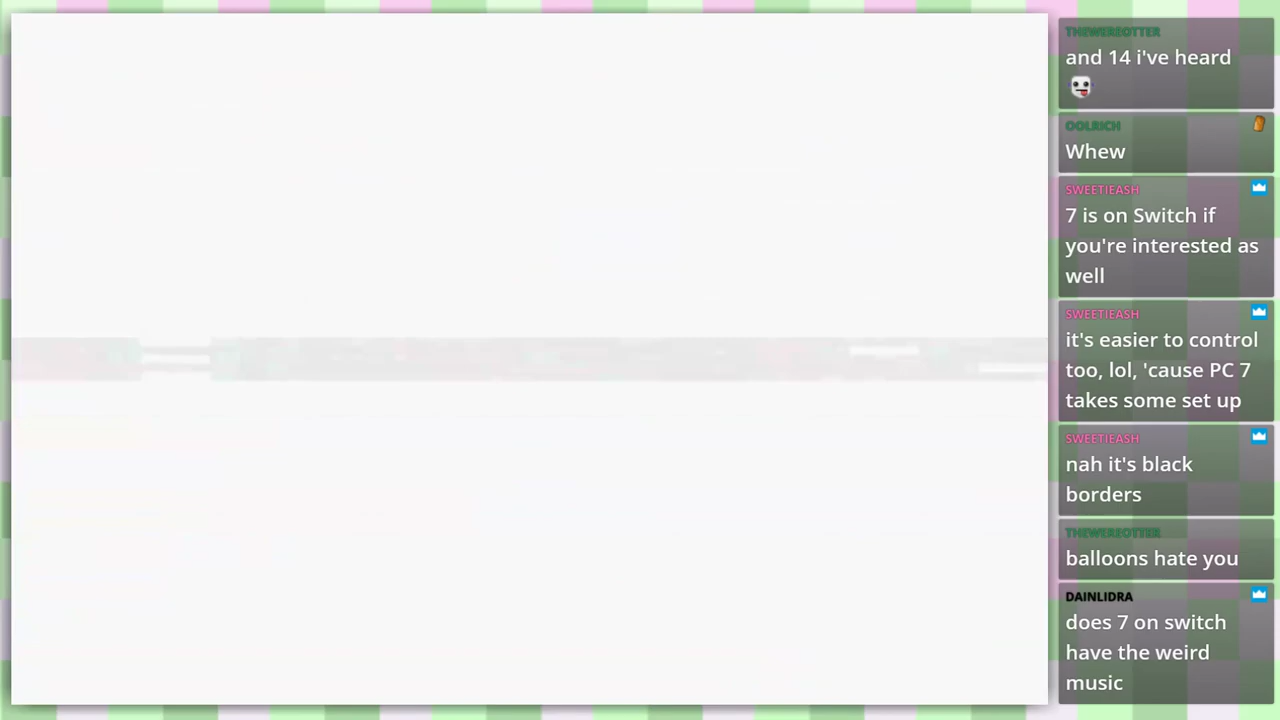 THEWEREOTTER
and 14 i've heard
OOLRICH
Whew
SWEETIEASH
7 is on Switch if
you're interested as
well
SWEETIEASH
it's easier to control
too, lol, 'cause PC 7
takes some set up
SWEETIEASH
nah it's black
borders
THEWEREOTTER
balloons hate you
DAINLIDRA
does 7 on switch
have the weird
music